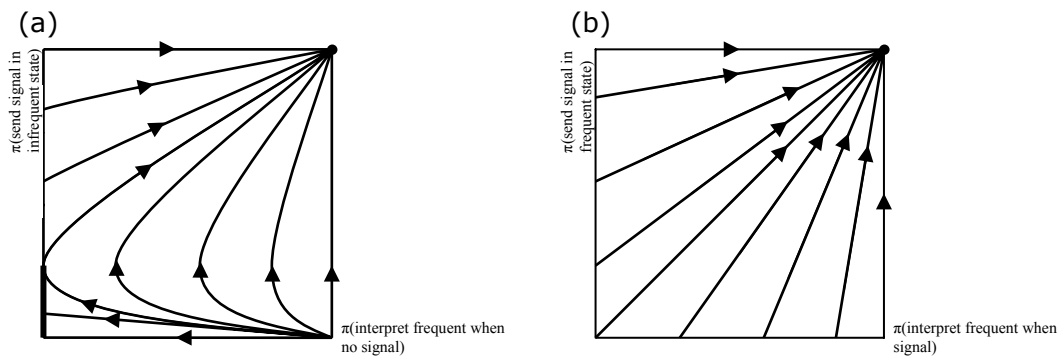 (a)
π(send signal in
infrequent state)
π(interpret frequent when
no signal)
(b)
π(send signal in
frequent state)
π(interpret frequent when
signal)